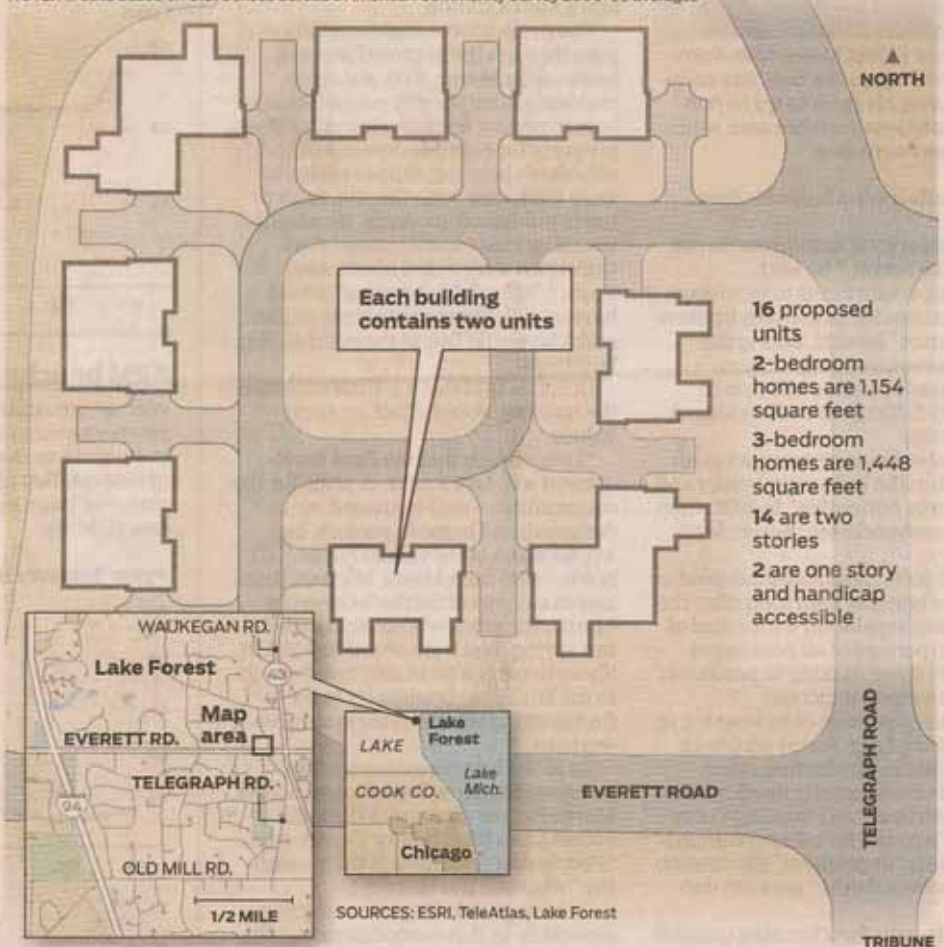 NORTH
Each building
contains two units
16 proposed
units
2-bedroom
homes are 1,154
square feet
3-bedroom
homes are 1,448
square feet
14 are two
stories
2 are one story
and handicap
accessible
WAUKEGAN RD.
Lake Forest
43
Map
area
EVERETT RD.
TELEGRAPH RD.
94
OLD MILL RD.
1/2 MILE
Lake
Forest
LAKE
Lake
Mich.
COOK CO.
Chicago
EVERETT ROAD
TELEGRAPH ROAD
SOURCES: ESRI, TeleAtlas, Lake Forest
TRIBUNE